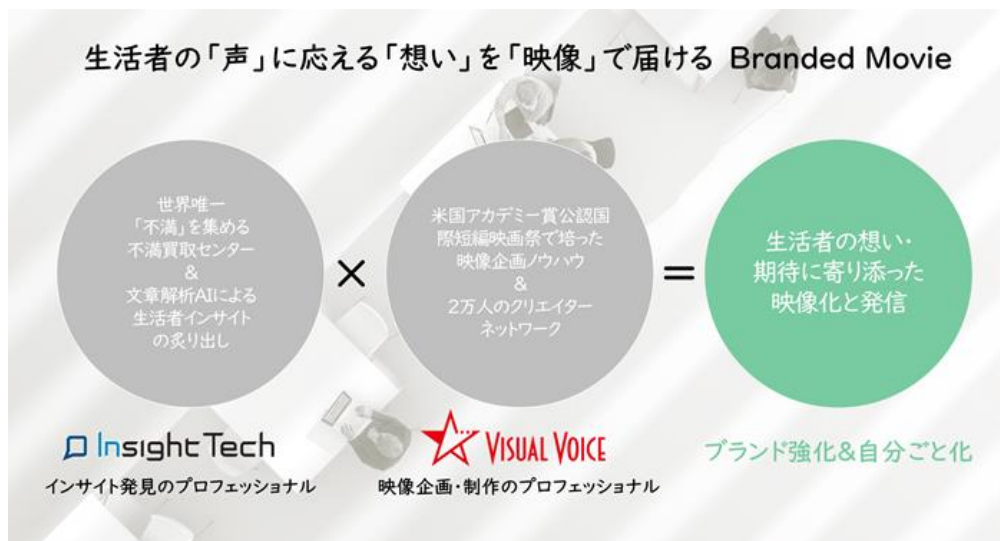 生活者の「声」に応える「想い」を「映像」で届ける Branded Movie
世界唯一
「不満」を集める
不満買取センター
&
文章解析AIによる
生活者インサイト
の炙り出し
×
米国アカデミー賞公認国
際短編映画祭で培った
映像企画ノウハウ
&
2万人のクリエイター
ネットワーク
=
生活者の想い・
期待に寄り添った
映像化と発信
Insight Tech
インサイト発見のプロフェッショナル
VISUAL VOICE
映像企画・制作のプロフェッショナル
ブランド強化&自分ごと化